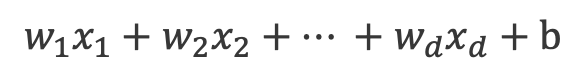 w₁x₁ + w₂x₂ + ⋯ + w_dx_d + b